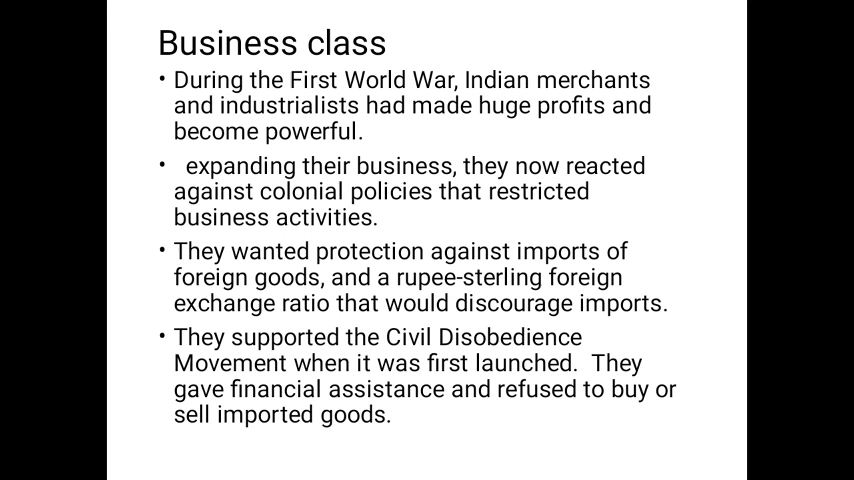 Business class
• During the First World War, Indian merchants
and industrialists had made huge profits and
become powerful.
• expanding their business, they now reacted
against colonial policies that restricted
business activities.
• They wanted protection against imports of
foreign goods, and a rupee-sterling foreign
exchange ratio that would discourage imports.
• They supported the Civil Disobedience
Movement when it was first launched. They
gave financial assistance and refused to buy or
sell imported goods.